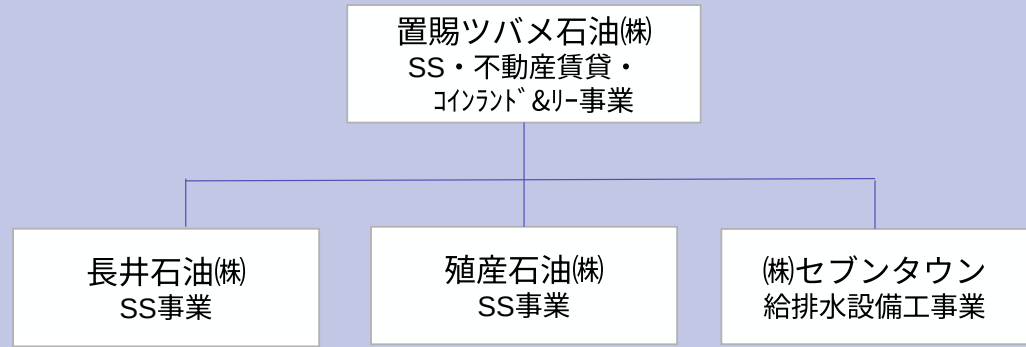 置賜ツバメ石油㈱
SS・不動産賃貸・
ｺｲﾝﾗﾝﾄﾞ&ﾘｰ事業
長井石油㈱
SS事業
殖産石油㈱
SS事業
㈱セブンタウン
給排水設備工事業